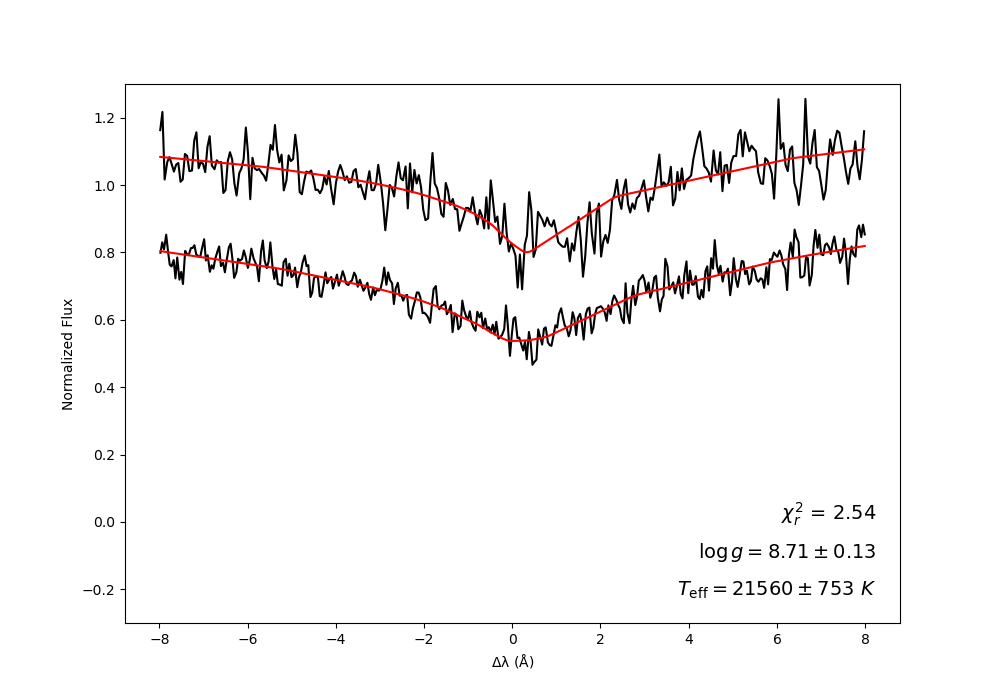 1.2
1.0
0.8
0.6
0.4
0.2
0.0
−0.2
Normalized Flux
χ²ᵣ = 2.54
log g = 8.71 ± 0.13
T_eff = 21560 ± 753 K
−8 −6 −4 −2 0 2 4 6 8
Δλ (Å)